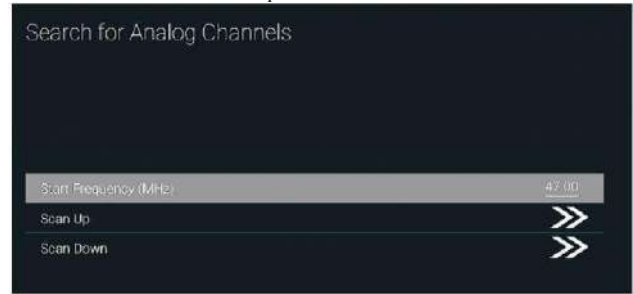 Search for Analog Channels
Start Frequency (MHz) 47.00
Scan Up
Scan Down